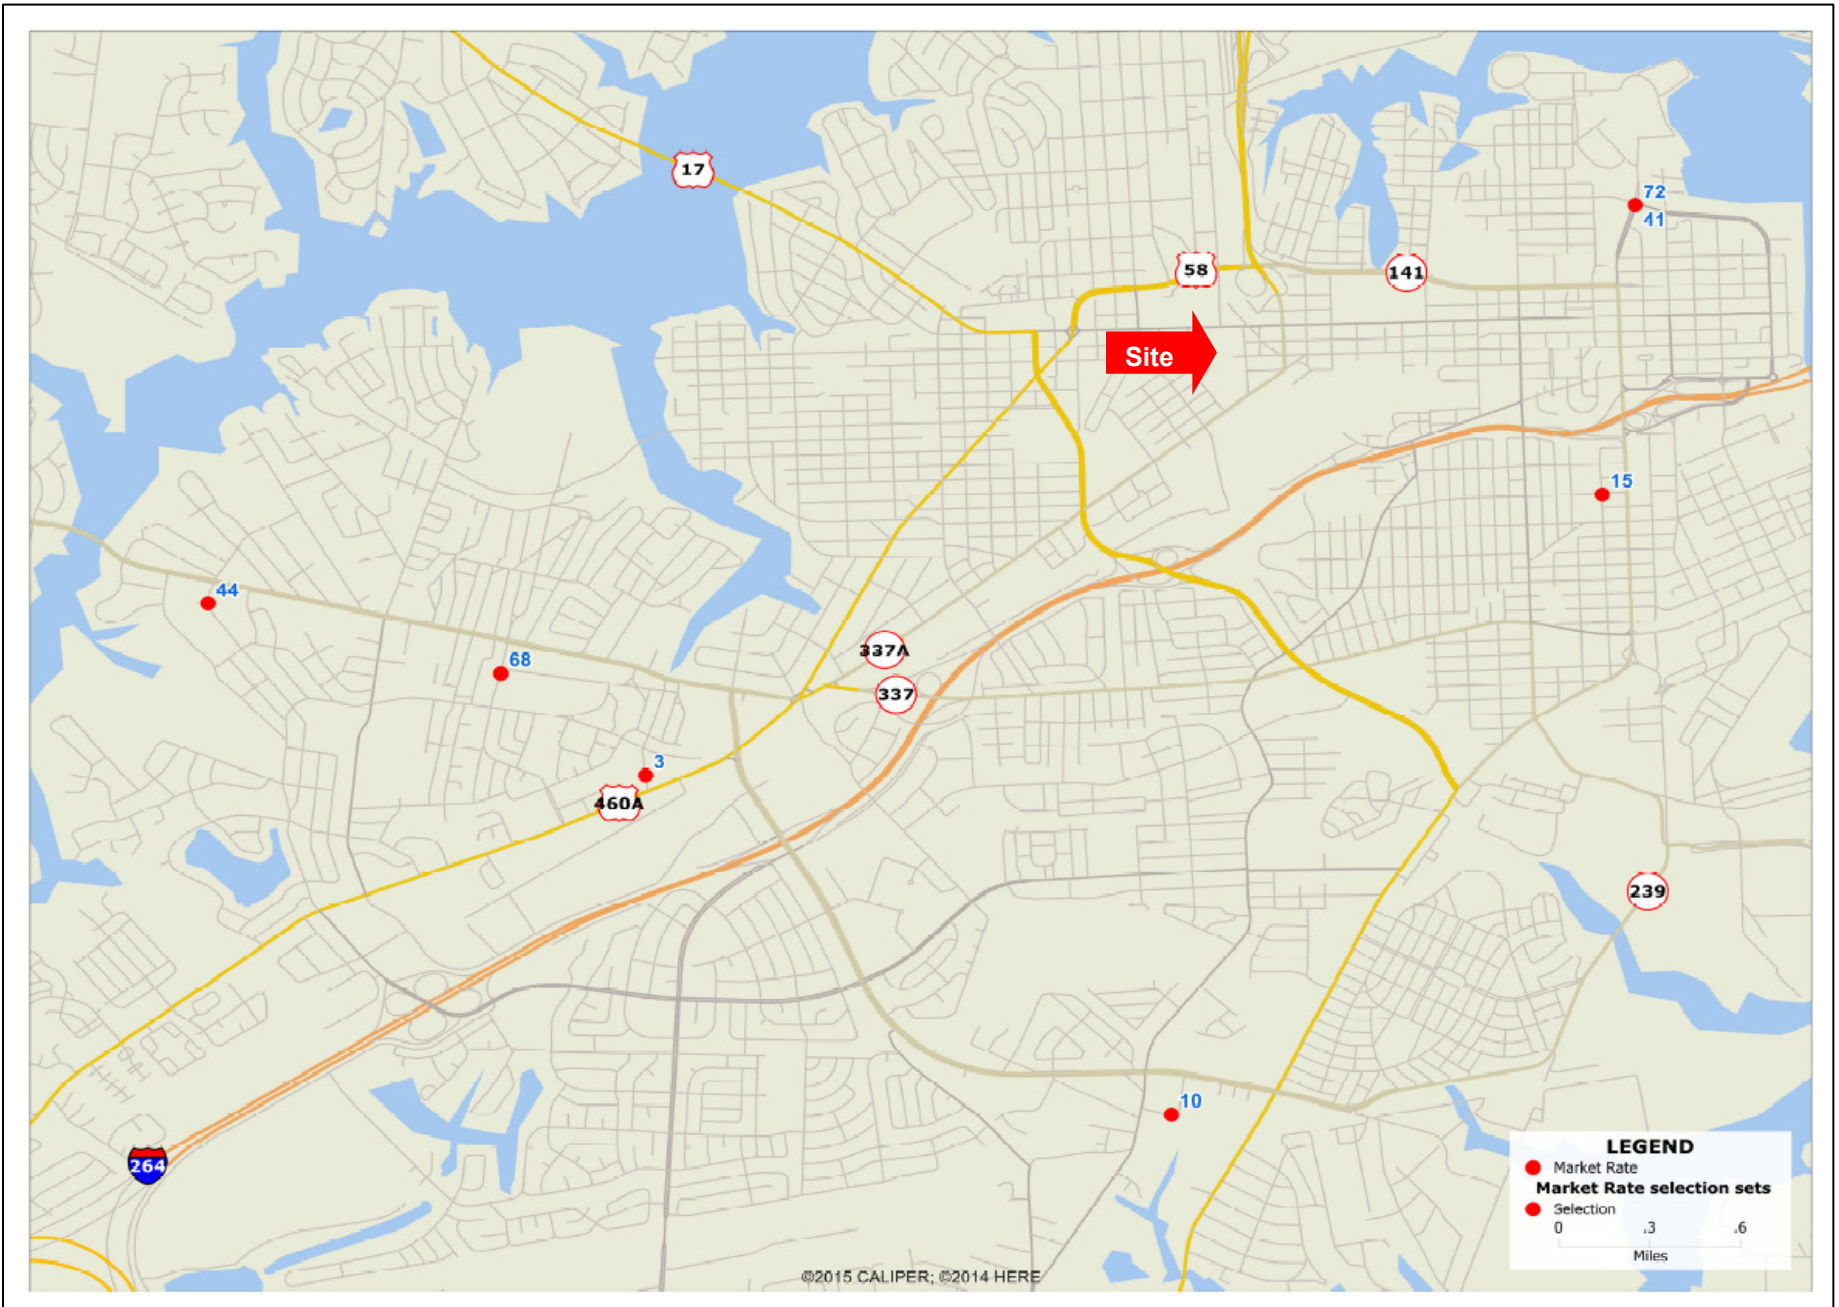 17
72
41
58
141
Site
15
44
337A
68
337
3
460A
239
10
264
LEGEND
Market Rate
Market Rate selection sets
Selection
0 .3 .6
Miles
©2015 CALIPER; ©2014 HERE